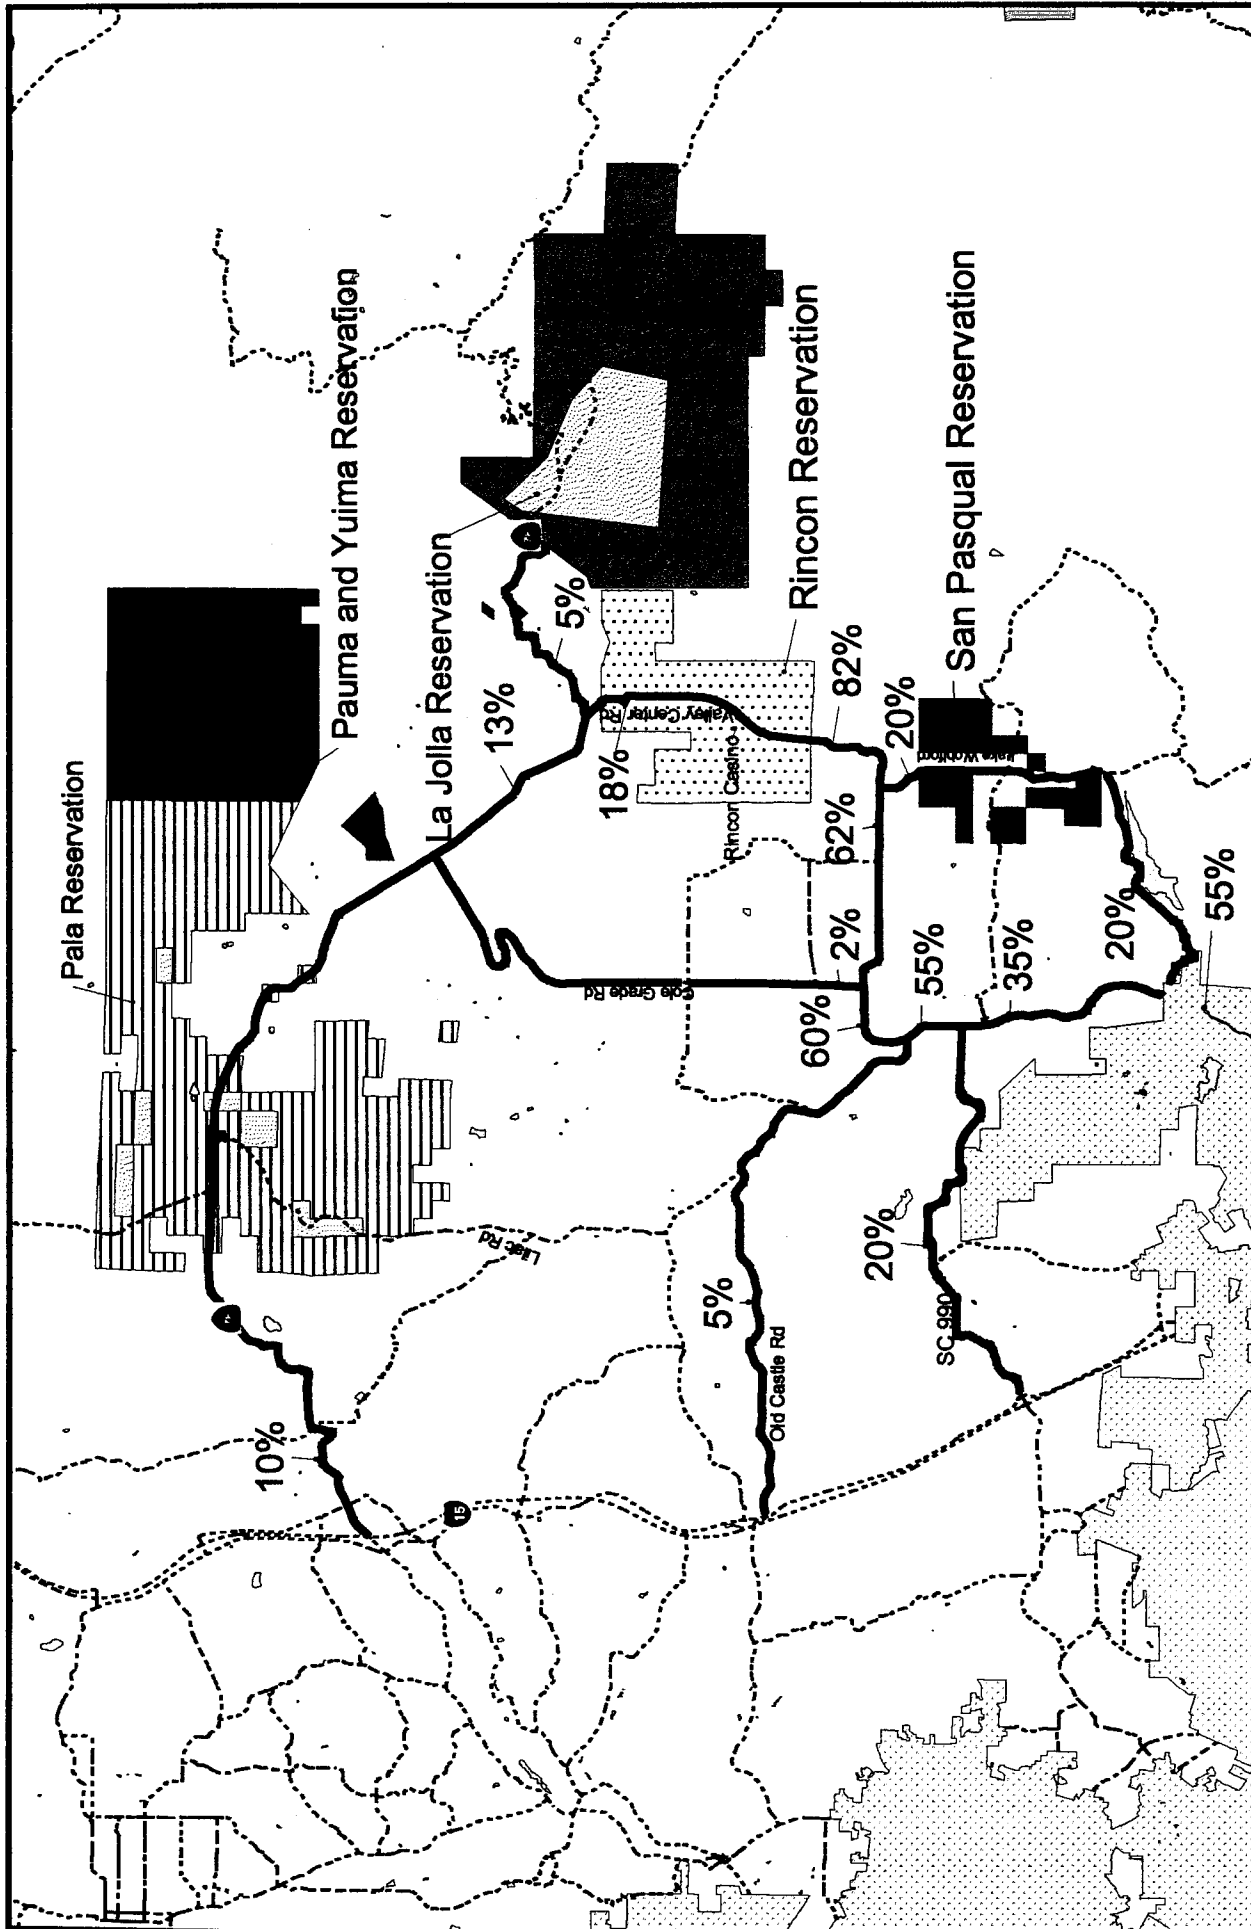 Pala Reservation
10%
Pauma and Yuima Reservation
La Jolla Reservation
15
Lilac Rd
13%
5%
Cole Grade Rd
Valley Center Rd
18%
5%
Rincon Casino
Old Castle Rd
Rincon Reservation
60%
2%
62%
82%
20%
20%
Lake Wohlford
55%
SC 990
San Pasqual Reservation
35%
20%
55%